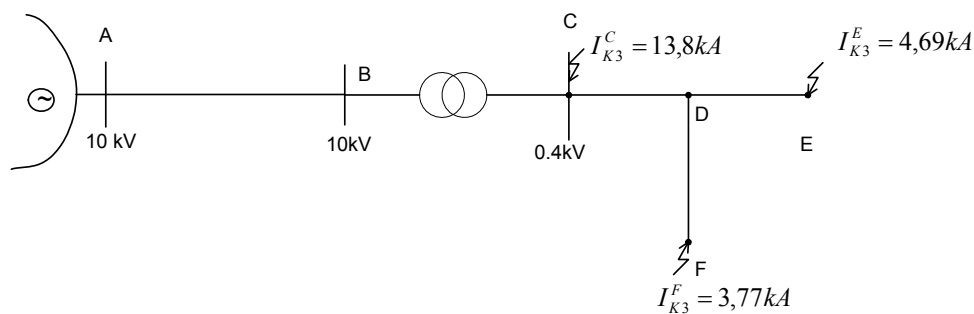 A
10 kV
B
10kV
C
I_{K3}^{C} = 13,8kA
0.4kV
D
I_{K3}^{E} = 4,69kA
E
F
I_{K3}^{F} = 3,77kA
~